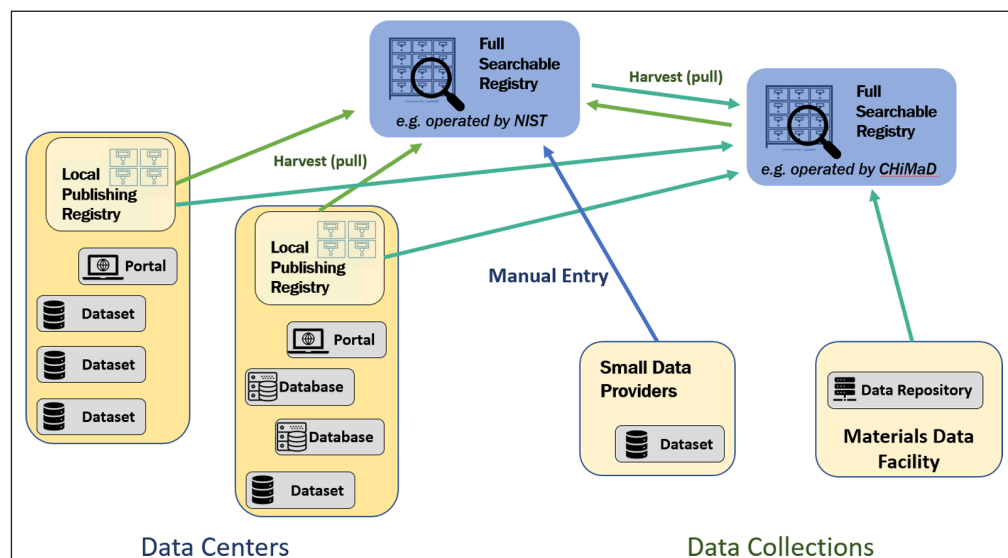 Full
Searchable
Registry
e.g. operated by NIST
Harvest (pull)
Full
Searchable
Registry
e.g. operated by CHiMaD
Harvest (pull)
Local
Publishing
Registry
Portal
Dataset
Dataset
Dataset
Local
Publishing
Registry
Portal
Database
Database
Dataset
Manual Entry
Small Data
Providers
Dataset
Data Repository
Materials Data
Facility
Data Centers
Data Collections